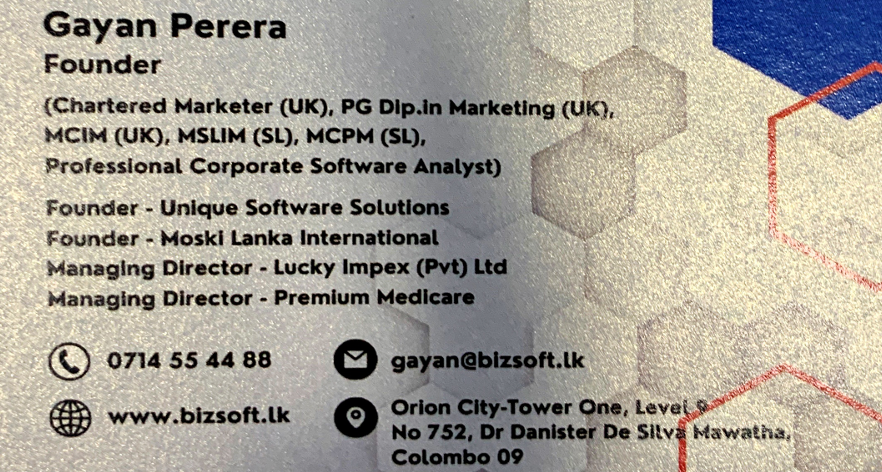 Gayan Perera
Founder
(Chartered Marketer (UK), PG Dip.in Marketing (UK),
MCIM (UK), MSLIM (SL), MCPM (SL),
Professional Corporate Software Analyst)
Founder - Unique Software Solutions
Founder - Moski Lanka International
Managing Director - Lucky Impex (Pvt) Ltd
Managing Director - Premium Medicare
0714 55 44 88
gayan@bizsoft.lk
www.bizsoft.lk
Orion City-Tower One, Level 9
No 752, Dr Danister De Silva Mawatha,
Colombo 09